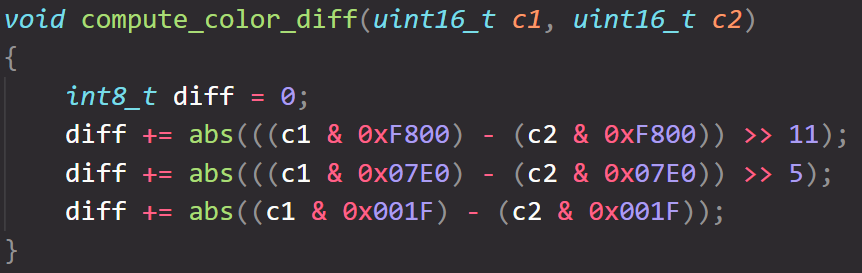 void compute_color_diff(uint16_t c1, uint16_t c2)
{
    int8_t diff = 0;
    diff += abs(((c1 & 0xF800) - (c2 & 0xF800)) >> 11);
    diff += abs(((c1 & 0x07E0) - (c2 & 0x07E0)) >> 5);
    diff += abs((c1 & 0x001F) - (c2 & 0x001F));
}